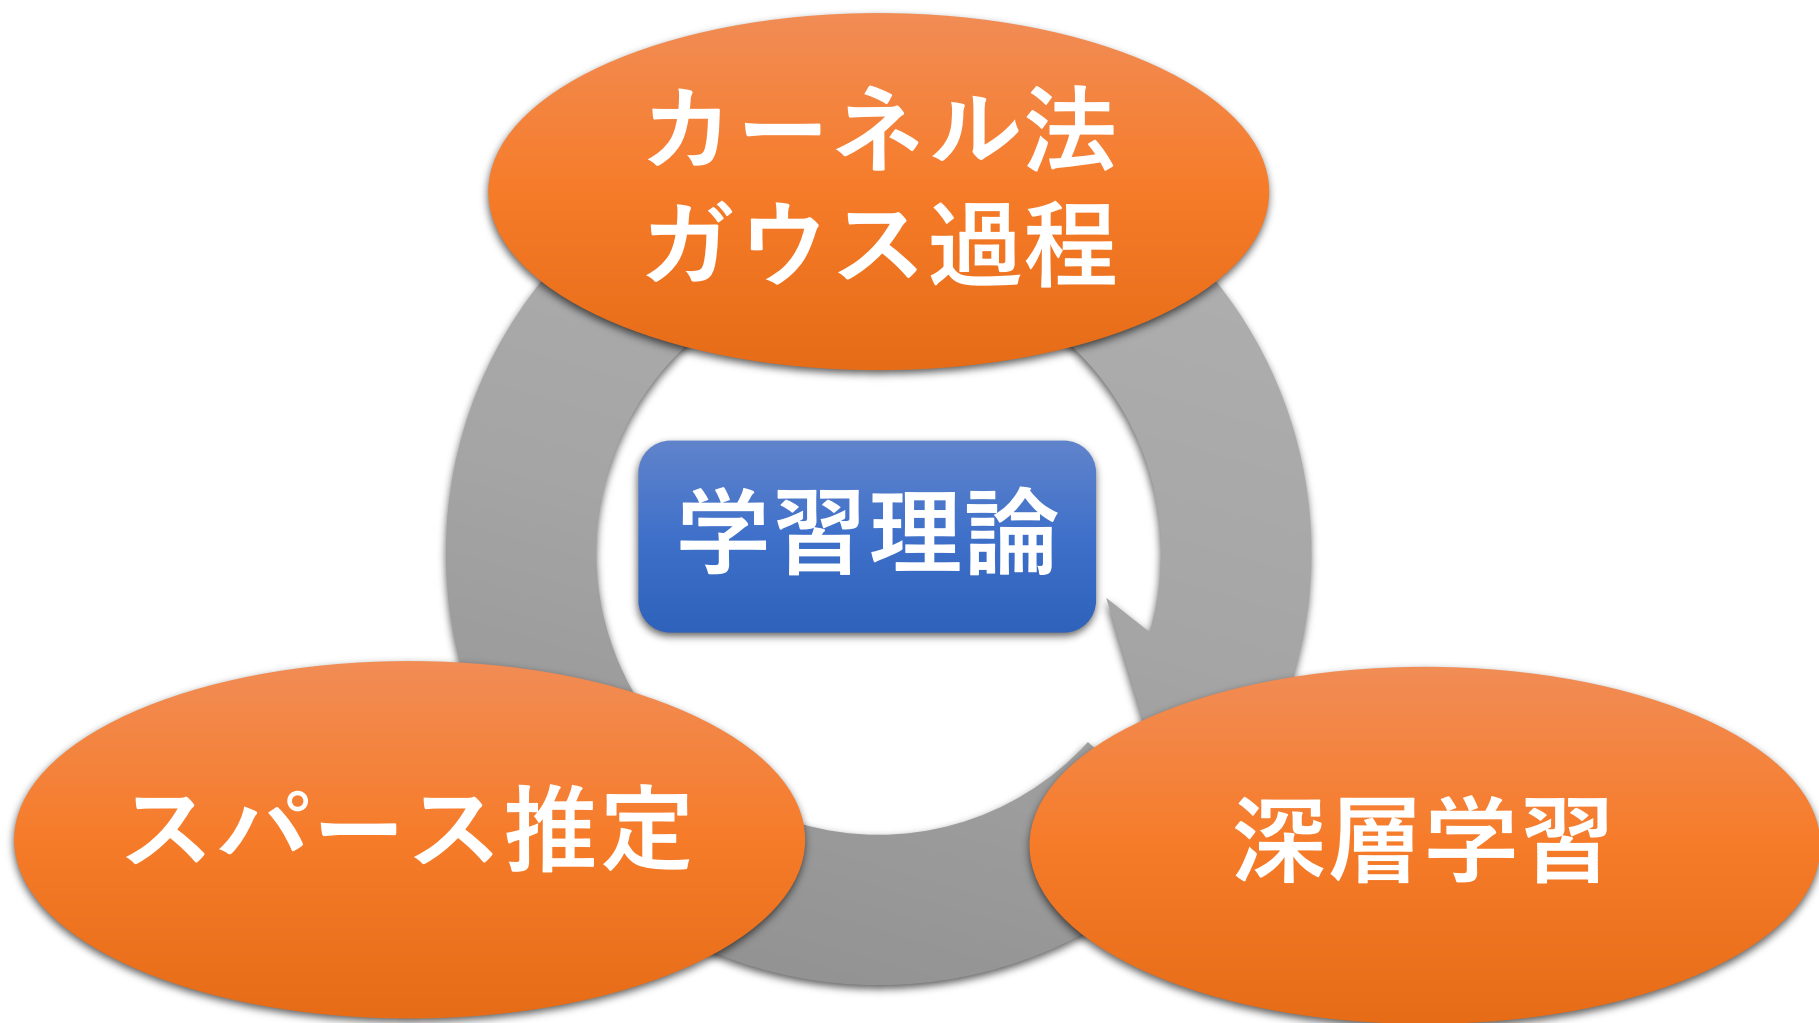 カーネル法
ガウス過程
学習理論
スパース推定
深層学習